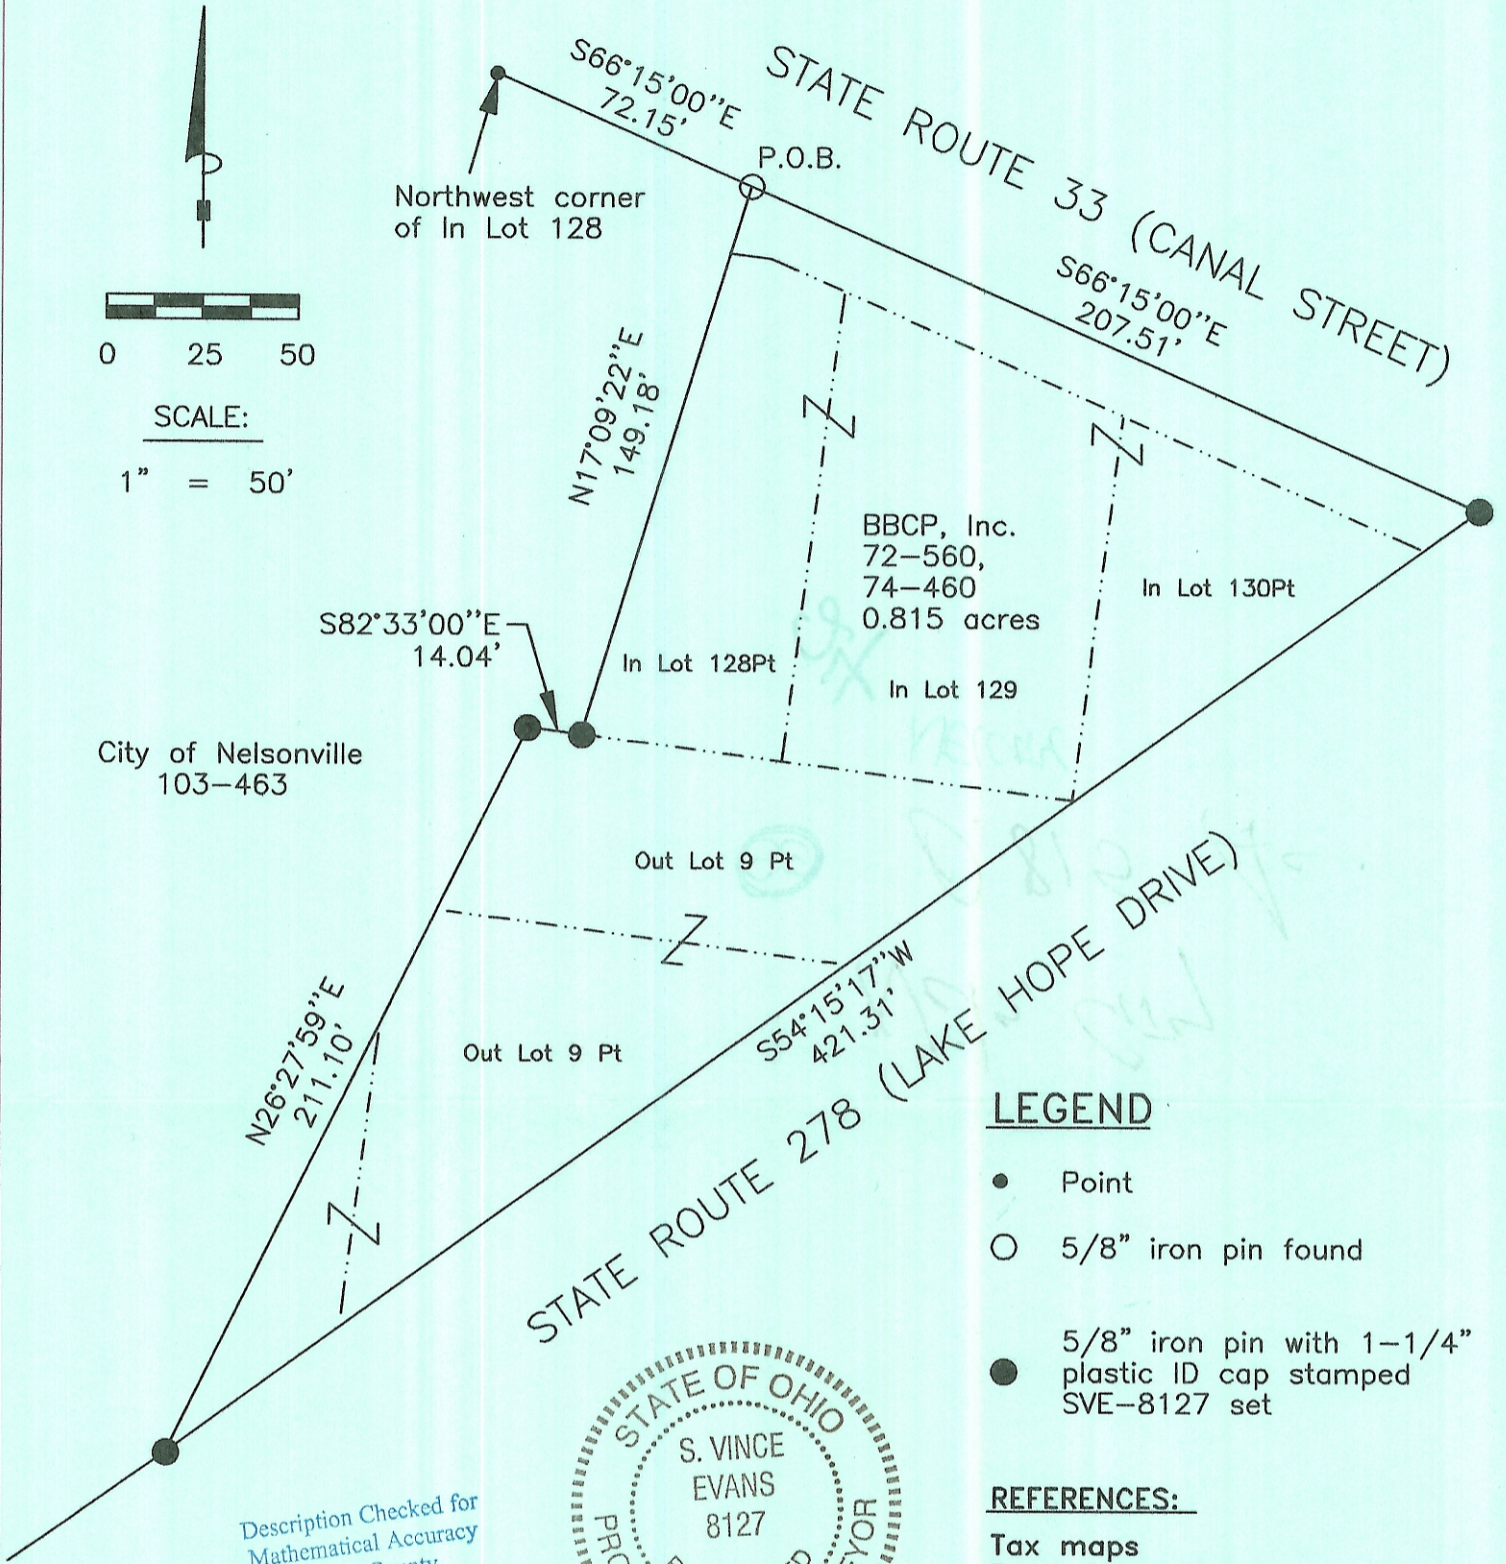 S66°15'00"E
72.15'
STATE ROUTE 33 (CANAL STREET)
P.O.B.
Northwest corner
of In Lot 128
S66°15'00"E
207.51'
0 25 50
SCALE:
1" = 50'
N17°09'22"E
149.18'
BBCP, Inc.
72-560,
74-460
0.815 acres
In Lot 130Pt
S82°33'00"E
14.04'
In Lot 128Pt
In Lot 129
City of Nelsonville
103-463
Out Lot 9 Pt
S54°15'17"W
421.31'
STATE ROUTE 278 (LAKE HOPE DRIVE)
N26°27'59"E
211.10'
Out Lot 9 Pt
LEGEND
Point
5/8" iron pin found
5/8" iron pin with 1-1/4"
plastic ID cap stamped
SVE-8127 set
STATE OF OHIO
S. VINCE
EVANS
8127
Description Checked for
Mathematical Accuracy
REFERENCES:
Tax maps